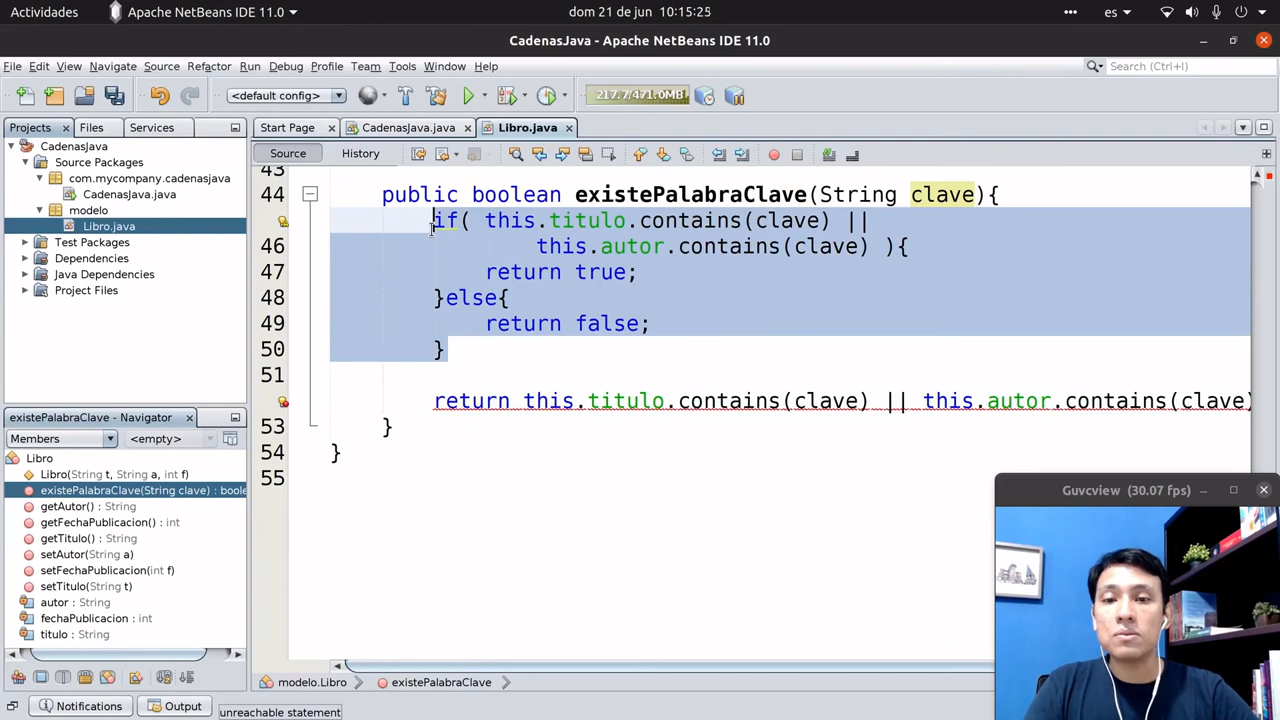 Actividades Apache NetBeans IDE 11.0 dom 21 de jun 10:15:25 es
CadenasJava - Apache NetBeans IDE 11.0
File Edit View Navigate Source Refactor Run Debug Profile Team Tools Window Help Search (Ctrl+I)
<default config> 217.7/471.0MB
Projects Files Services Start Page CadenasJava.java Libro.java
CadenasJava
Source Packages
com.mycompany.cadenasjava
CadenasJava.java
modelo
Libro.java
Test Packages
Dependencies
Java Dependencies
Project Files
Source History
43
44 public boolean existePalabraClave(String clave){
if( this.titulo.contains(clave) ||
46 this.autor.contains(clave) ){
47 return true;
48 }else{
49 return false;
50 }
51
return this.titulo.contains(clave) || this.autor.contains(clave)
53 }
54 }
55
existePalabraClave - Navigator
Members <empty>
Libro
Libro(String t, String a, int f)
existePalabraClave(String clave) : boole
getAutor() : String
getFechaPublicacion() : int
getTitulo() : String
setAutor(String a)
setFechaPublicacion(int f)
setTitulo(String t)
autor : String
fechaPublicacion : int
titulo : String
Guvcview (30.07 fps)
modelo.Libro existePalabraClave
Notifications Output unreachable statement